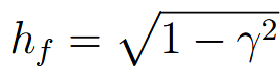 $h_f = \sqrt{1 - \gamma^2}$